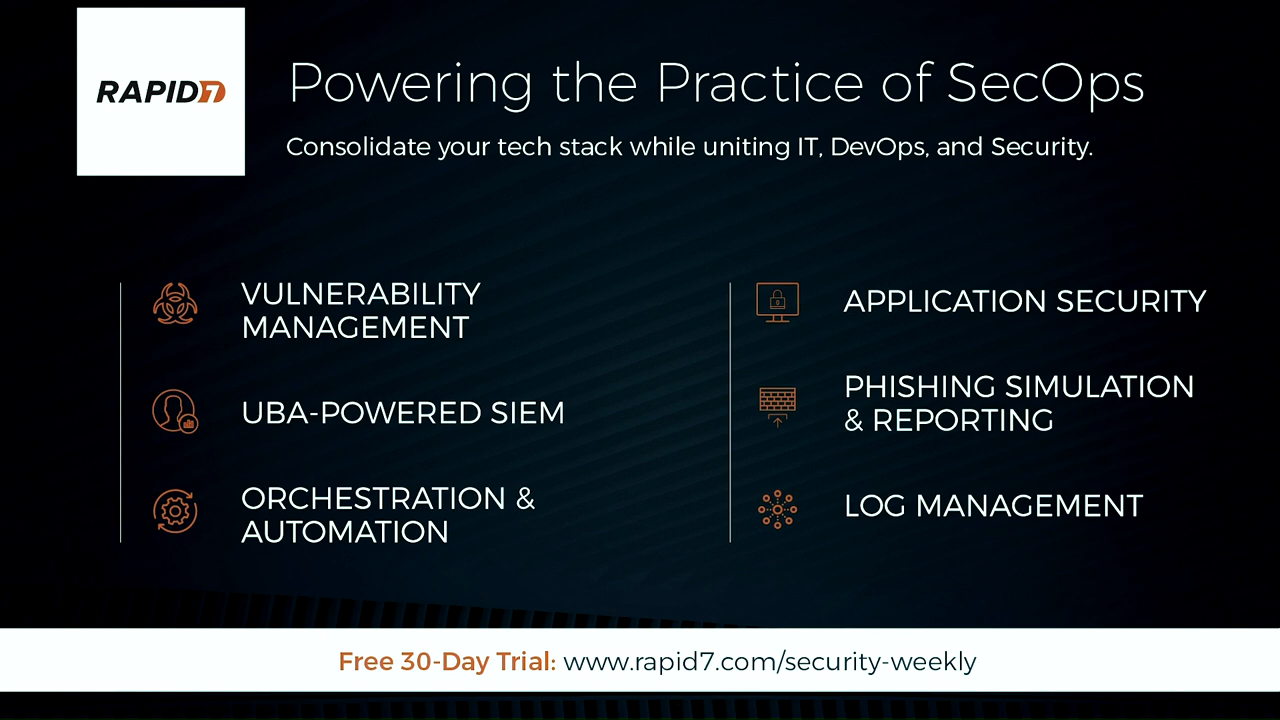 RAPID7
Powering the Practice of SecOps
Consolidate your tech stack while uniting IT, DevOps, and Security.
VULNERABILITY
MANAGEMENT
UBA-POWERED SIEM
ORCHESTRATION &
AUTOMATION
APPLICATION SECURITY
PHISHING SIMULATION
& REPORTING
LOG MANAGEMENT
Free 30-Day Trial: www.rapid7.com/security-weekly